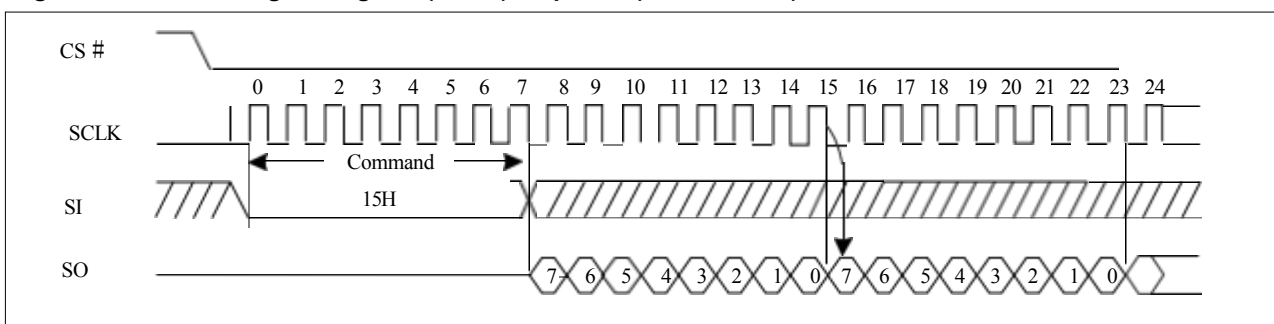 CS #
0 1 2 3 4 5 6 7 8 9 10 11 12 13 14 15 16 17 18 19 20 21 22 23 24
SCLK
Command
15H
SI
SO
7 6 5 4 3 2 1 0 7 6 5 4 3 2 1 0